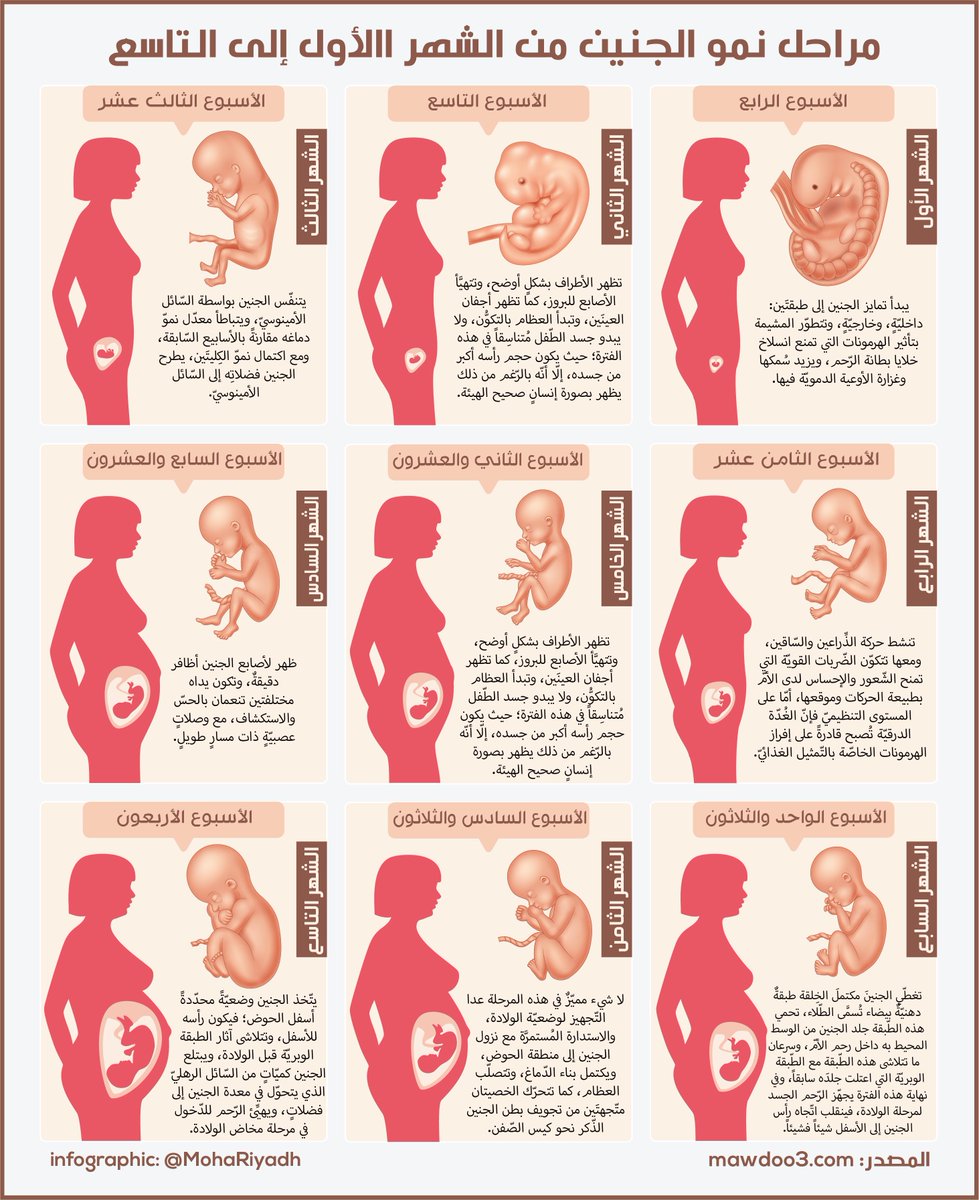 مراحل نمو الجنين من الشهر االأول إلى التاسع
الأسبوع الرابع
الشهر الأول
يبدأ تمايز الجنين إلى طبقتَين:
داخليّةٍ، وخارجيةٍ، وتتطوّر المشيمة
بتأثير الهرمونات التي تمنع انسلاخ
خلايا بطانة الرّحم، ويزيد سُمكها
وغزارة الأوعية الدمويّة فيها.
الأسبوع التاسع
الشهر الثاني
تظهر الأطراف بشكلٍ أوضح، وتتهيَّأ
الأصابع للبروز، كما تظهر أجفان
العينَين، وتبدأ العظام بالتكوُّن، ولا
يبدو جسد الطّفل مُتناسِقاً في هذه
الفترة؛ حيث يكون حجم رأسه أكبر
من جسده، إلّا أنّه بالرّغم من ذلك
يظهر بصورة إنسانٍ صحيح الهيئة.
الأسبوع الثالث عشر
الشهر الثالث
يتنفّس الجنين بواسطة السّائل
الأمينوسيّ، ويتباطأ معدّل نموّ
دماغه مقارنةً بالأسابيع السّابقة،
ومع اكتمال نموّ الكِليتَين، يطرح
الجنين فضلاتِه إلى السّائل
الأمينوسيّ.
الأسبوع الثامن عشر
الشهر الرابع
تنشط حركة الذِّراعين والسّاقين،
ومعها تتكوّن الضّربات القويّة التي
تمنح الشّعور والإحساس لدى الأمّ
بطبيعة الحركات وموقعها، أمّا على
المستوى التنظيميّ فإنّ الغُدّة
الدرقيّة تُصبح قادرةً على إفراز
الهرمونات الخاصّة بالتّمثيل الغذائيّ.
الأسبوع الثاني والعشرون
الشهر الخامس
تظهر الأطراف بشكلٍ أوضح،
وتتهيَّأ الأصابع للبروز، كما تظهر
أجفان العينَين، وتبدأ العظام
بالتكوُّن، ولا يبدو جسد الطّفل
مُتناسِقاً في هذه الفترة؛ حيث يكون
حجم رأسه أكبر من جسده، إلّا أنّه
بالرّغم من ذلك يظهر بصورة
إنسانٍ صحيح الهيئة.
الأسبوع السابع والعشرون
الشهر السادس
ظهر لأصابع الجنين أظافر
دقيقةٌ، وتكون يداه
مختلفتين تنعمان بالحسّ
والاستكشاف، مع وصلاتٍ
عصبيّةٍ ذات مسارٍ طويلٍ.
الأسبوع الواحد والثلاثون
الشهر السابع
تغطّي الجنينَ مكتملَ الخِلقة طبقةٌ
دهنيّةٌ بيضاء تُسمَّى الطِّلاء، تحمي
هذه الطّبقة جلد الجنين من الوسط
المحيط به داخل رحم الأمّ، وسرعان
ما تتلاشى هذه الطّبقة مع الطّبقة
الوبريّة التي اعتلت جلدَه سابقاً، وفي
نهاية هذه الفترة يجهّز الرّحم الجسد
لمرحلة الولادة، فينقلب اتّجاه رأس
الجنين إلى الأسفل شيئاً فشيئاً.
الأسبوع السادس والثلاثون
الشهر الثامن
لا شيء مميّزٌ في هذه المرحلة عدا
التّجهيز لوضعيّة الولادة،
والاستدارة المُستمرَّة مع نزول
الجنين إلى منطقة الحوضِ،
ويكتمل بناء الدّماغ، وتتصلّب
العظام، كما تتحرّك الخصيتان
متّجهتَين من تجويف بطن الجنين
الذّكر نحو كيس الصّفن.
الأسبوع الأربعون
الشهر التاسع
يتّخذ الجنين وضعيّةً محدّدةً
أسفل الحوض؛ فيكون رأسه
للأسفل، وتتلاشى آثار الطبقة
الوبريّة قبل الولادة، ويبتلع
الجنين كميّاتٍ من السّائل الرهليّ
الذي يتحوّل في معدة الجنين إلى
فضلاتٍ، ويهيِّئ الرّحم للدّخول
في مرحلة مخاض الولادة.
المصدر: mawdoo3.com
infographic: @MohaRiyadh